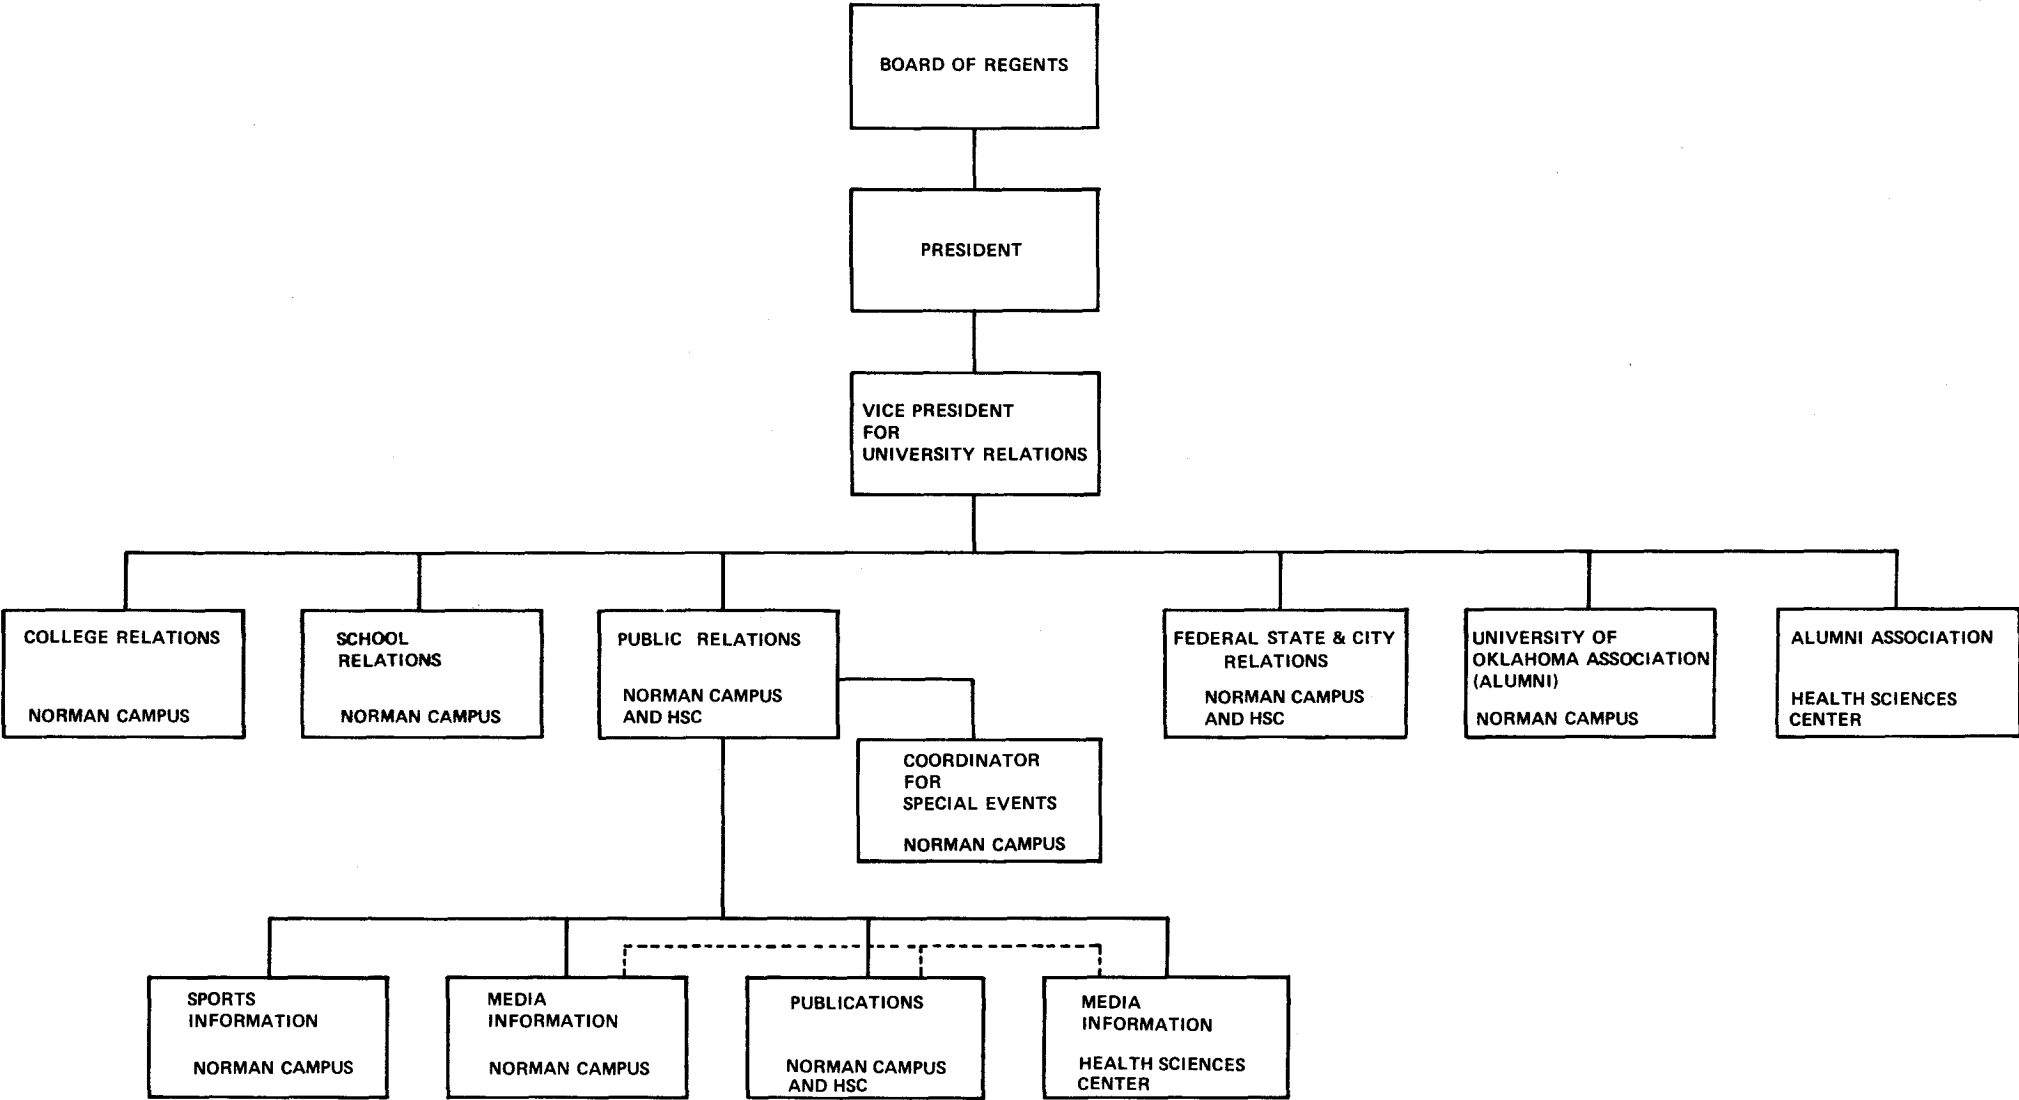 BOARD OF REGENTS
PRESIDENT
VICE PRESIDENT
FOR
UNIVERSITY RELATIONS
COLLEGE RELATIONS
NORMAN CAMPUS
SCHOOL
RELATIONS
NORMAN CAMPUS
PUBLIC RELATIONS
NORMAN CAMPUS
AND HSC
FEDERAL STATE & CITY
RELATIONS
NORMAN CAMPUS
AND HSC
UNIVERSITY OF
OKLAHOMA ASSOCIATION
(ALUMNI)
NORMAN CAMPUS
ALUMNI ASSOCIATION
HEALTH SCIENCES
CENTER
COORDINATOR
FOR
SPECIAL EVENTS
NORMAN CAMPUS
SPORTS
INFORMATION
NORMAN CAMPUS
MEDIA
INFORMATION
NORMAN CAMPUS
PUBLICATIONS
NORMAN CAMPUS
AND HSC
MEDIA
INFORMATION
HEALTH SCIENCES
CENTER